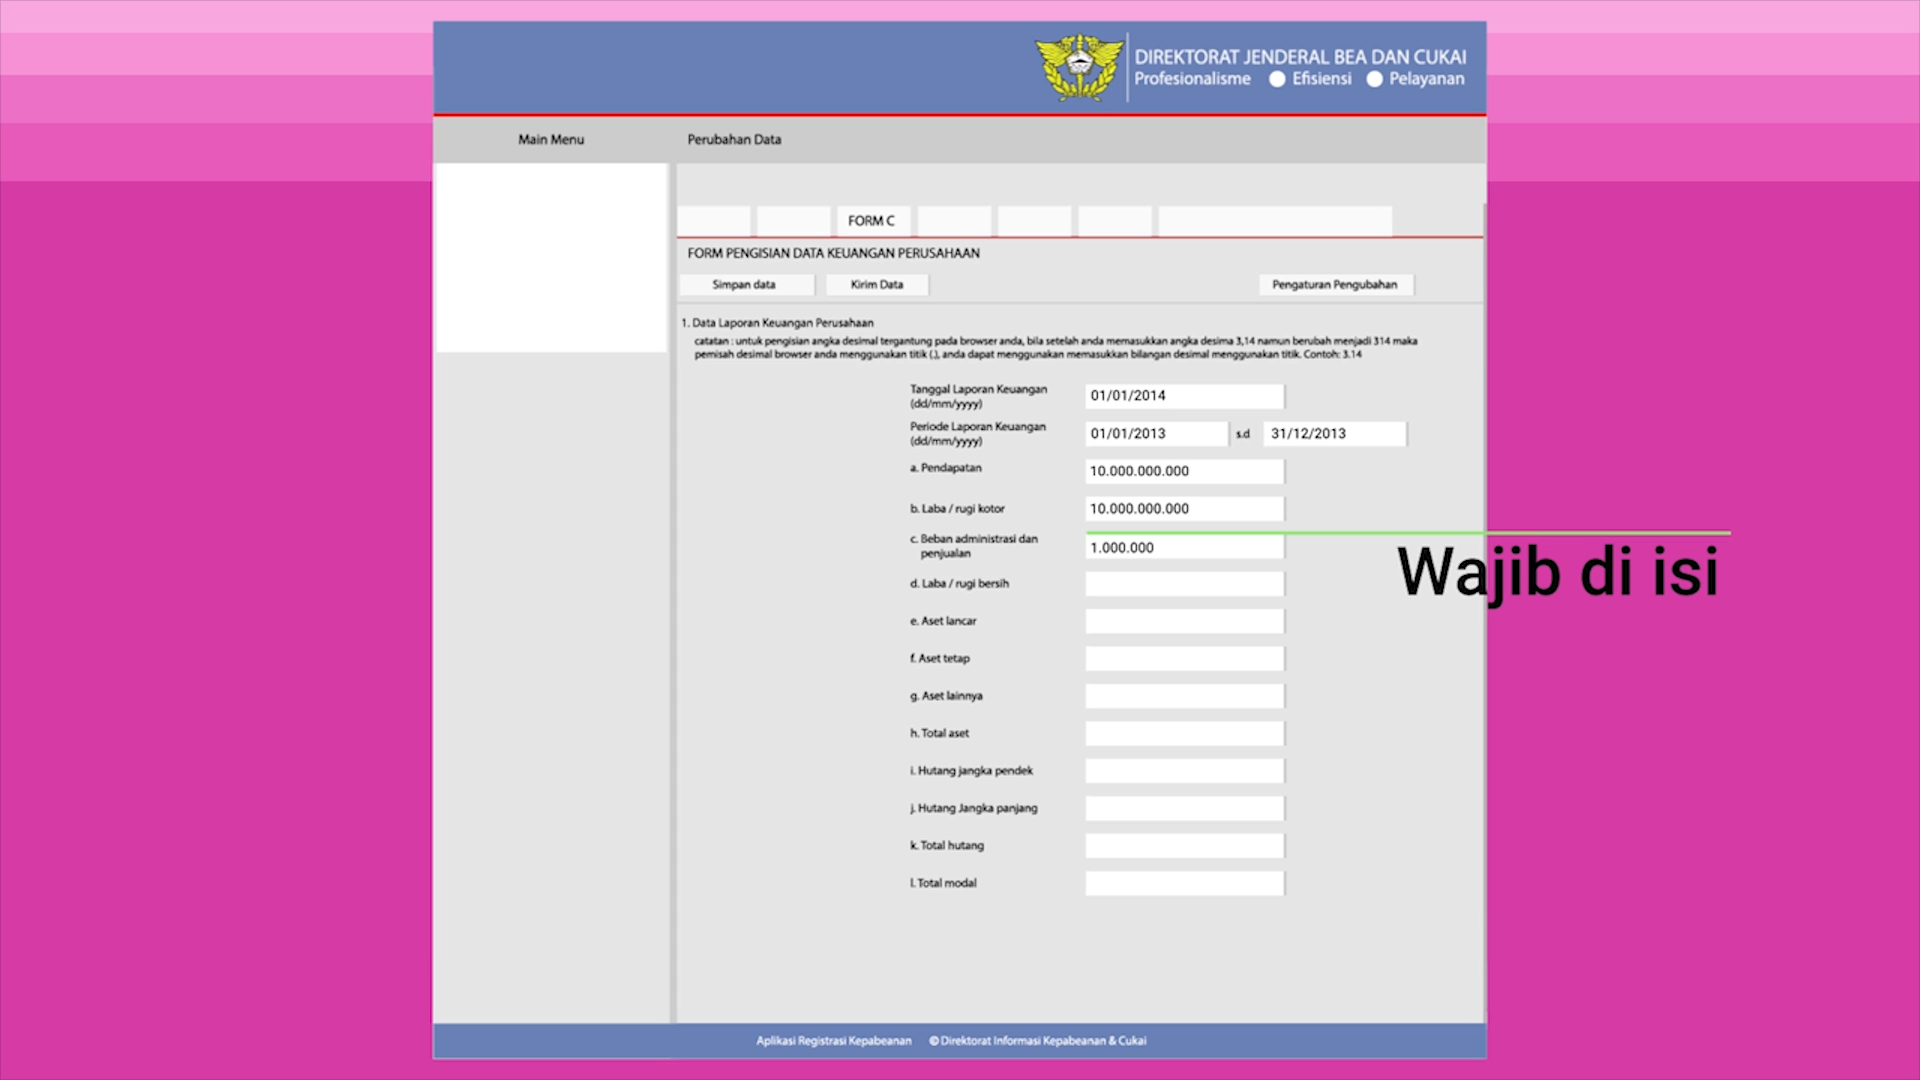 DIREKTORAT JENDERAL BEA DAN CUKAI
Profesionalisme Efisiensi Pelayanan
Main Menu Perubahan Data
FORM C
FORM PENGISIAN DATA KEUANGAN PERUSAHAAN
Simpan data Kirim Data Pengaturan Pengubahan
1. Data Laporan Keuangan Perusahaan
catatan : untuk pengisian angka desimal tergantung pada browser anda, bila setelah anda memasukkan angka desima 3,14 namun berubah menjadi 314 maka
pemisah desimal browser anda menggunakan titik (.), anda dapat menggunakan memasukkan bilangan desimal menggunakan titik. Contoh: 3.14
Tanggal Laporan Keuangan
(dd/mm/yyyy)
01/01/2014
Periode Laporan Keuangan
(dd/mm/yyyy)
01/01/2013 s.d 31/12/2013
a. Pendapatan 10.000.000.000
b. Laba / rugi kotor 10.000.000.000
c. Beban administrasi dan
penjualan
1.000.000
Wajib di isi
d. Laba / rugi bersih
e. Aset lancar
f. Aset tetap
g. Aset lainnya
h. Total aset
i. Hutang jangka pendek
j. Hutang Jangka panjang
k. Total hutang
l. Total modal
Aplikasi Registrasi Kepabeanan © Direktorat Informasi Kepabeanan & Cukai